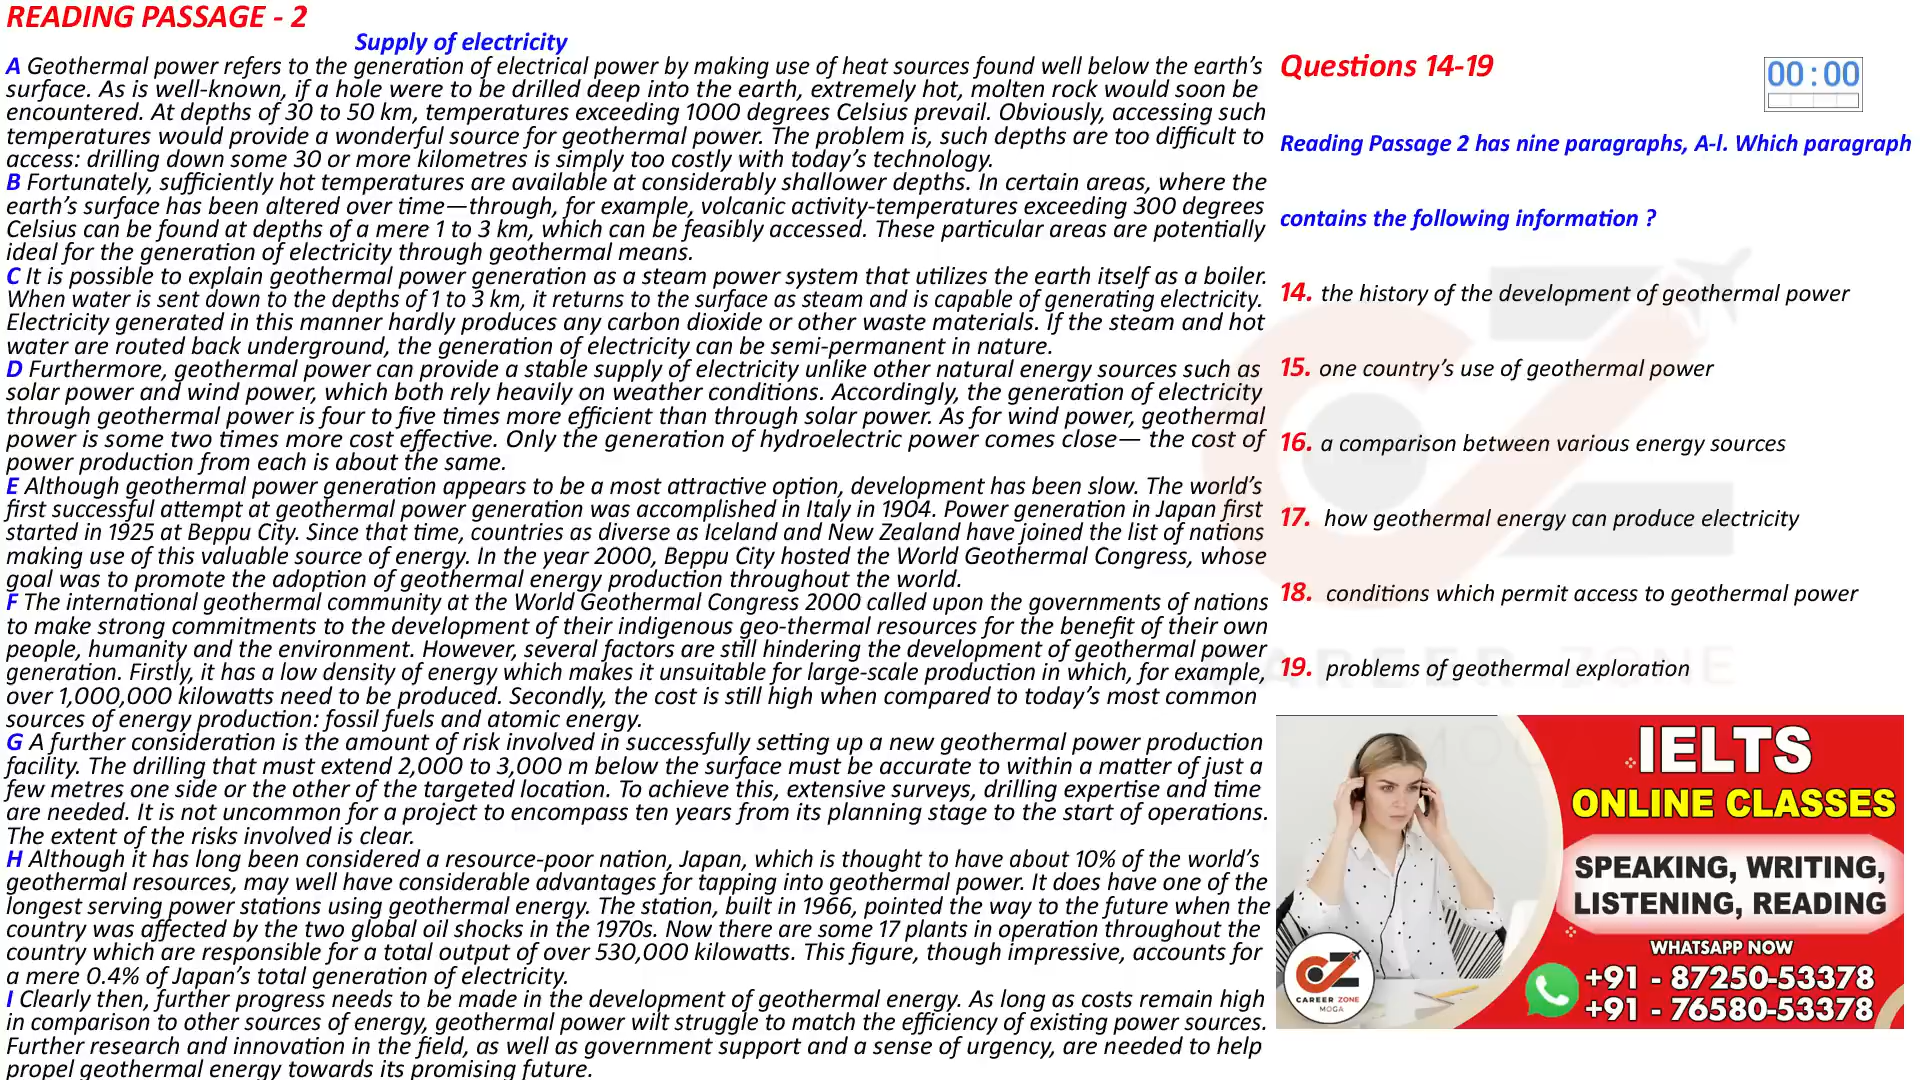 READING PASSAGE - 2
Supply of electricity
A Geothermal power refers to the generation of electrical power by making use of heat sources found well below the earth's
surface. As is well-known, if a hole were to be drilled deep into the earth, extremely hot, molten rock would soon be
encountered. At depths of 30 to 50 km, temperatures exceeding 1000 degrees Celsius prevail. Obviously, accessing such
temperatures would provide a wonderful source for geothermal power. The problem is, such depths are too difficult to
access: drilling down some 30 or more kilometres is simply too costly with today's technology.
B Fortunately, sufficiently hot temperatures are available at considerably shallower depths. In certain areas, where the
earth's surface has been altered over time—through, for example, volcanic activity-temperatures exceeding 300 degrees
Celsius can be found at depths of a mere 1 to 3 km, which can be feasibly accessed. These particular areas are potentially
ideal for the generation of electricity through geothermal means.
C It is possible to explain geothermal power generation as a steam power system that utilizes the earth itself as a boiler.
When water is sent down to the depths of 1 to 3 km, it returns to the surface as steam and is capable of generating electricity.
Electricity generated in this manner hardly produces any carbon dioxide or other waste materials. If the steam and hot
water are routed back underground, the generation of electricity can be semi-permanent in nature.
D Furthermore, geothermal power can provide a stable supply of electricity unlike other natural energy sources such as
solar power and wind power, which both rely heavily on weather conditions. Accordingly, the generation of electricity
through geothermal power is four to five times more efficient than through solar power. As for wind power, geothermal
power is some two times more cost effective. Only the generation of hydroelectric power comes close— the cost of
power production from each is about the same.
E Although geothermal power generation appears to be a most attractive option, development has been slow. The world's
first successful attempt at geothermal power generation was accomplished in Italy in 1904. Power generation in Japan first
started in 1925 at Beppu City. Since that time, countries as diverse as Iceland and New Zealand have joined the list of nations
making use of this valuable source of energy. In the year 2000, Beppu City hosted the World Geothermal Congress, whose
goal was to promote the adoption of geothermal energy production throughout the world.
F The international geothermal community at the World Geothermal Congress 2000 called upon the governments of nations
to make strong commitments to the development of their indigenous geo-thermal resources for the benefit of their own
people, humanity and the environment. However, several factors are still hindering the development of geothermal power
generation. Firstly, it has a low density of energy which makes it unsuitable for large-scale production in which, for example,
over 1,000,000 kilowatts need to be produced. Secondly, the cost is still high when compared to today's most common
sources of energy production: fossil fuels and atomic energy.
G A further consideration is the amount of risk involved in successfully setting up a new geothermal power production
facility. The drilling that must extend 2,000 to 3,000 m below the surface must be accurate to within a matter of just a
few metres one side or the other of the targeted location. To achieve this, extensive surveys, drilling expertise and time
are needed. It is not uncommon for a project to encompass ten years from its planning stage to the start of operations.
The extent of the risks involved is clear.
H Although it has long been considered a resource-poor nation, Japan, which is thought to have about 10% of the world's
geothermal resources, may well have considerable advantages for tapping into geothermal power. It does have one of the
longest serving power stations using geothermal energy. The station, built in 1966, pointed the way to the future when the
country was affected by the two global oil shocks in the 1970s. Now there are some 17 plants in operation throughout the
country which are responsible for a total output of over 530,000 kilowatts. This figure, though impressive, accounts for
a mere 0.4% of Japan's total generation of electricity.
I Clearly then, further progress needs to be made in the development of geothermal energy. As long as costs remain high
in comparison to other sources of energy, geothermal power wilt struggle to match the efficiency of existing power sources.
Further research and innovation in the field, as well as government support and a sense of urgency, are needed to help
propel geothermal energy towards its promising future.
Questions 14-19
00:00
Reading Passage 2 has nine paragraphs, A-l. Which paragraph
contains the following information ?
14. the history of the development of geothermal power
15. one country's use of geothermal power
16. a comparison between various energy sources
17. how geothermal energy can produce electricity
18. conditions which permit access to geothermal power
19. problems of geothermal exploration
CAREER ZONE
MOGA
IELTS
ONLINE CLASSES
SPEAKING, WRITING,
LISTENING, READING
WHATSAPP NOW
+91 - 87250-53378
+91 - 76580-53378
CAREER ZONE
MOGA